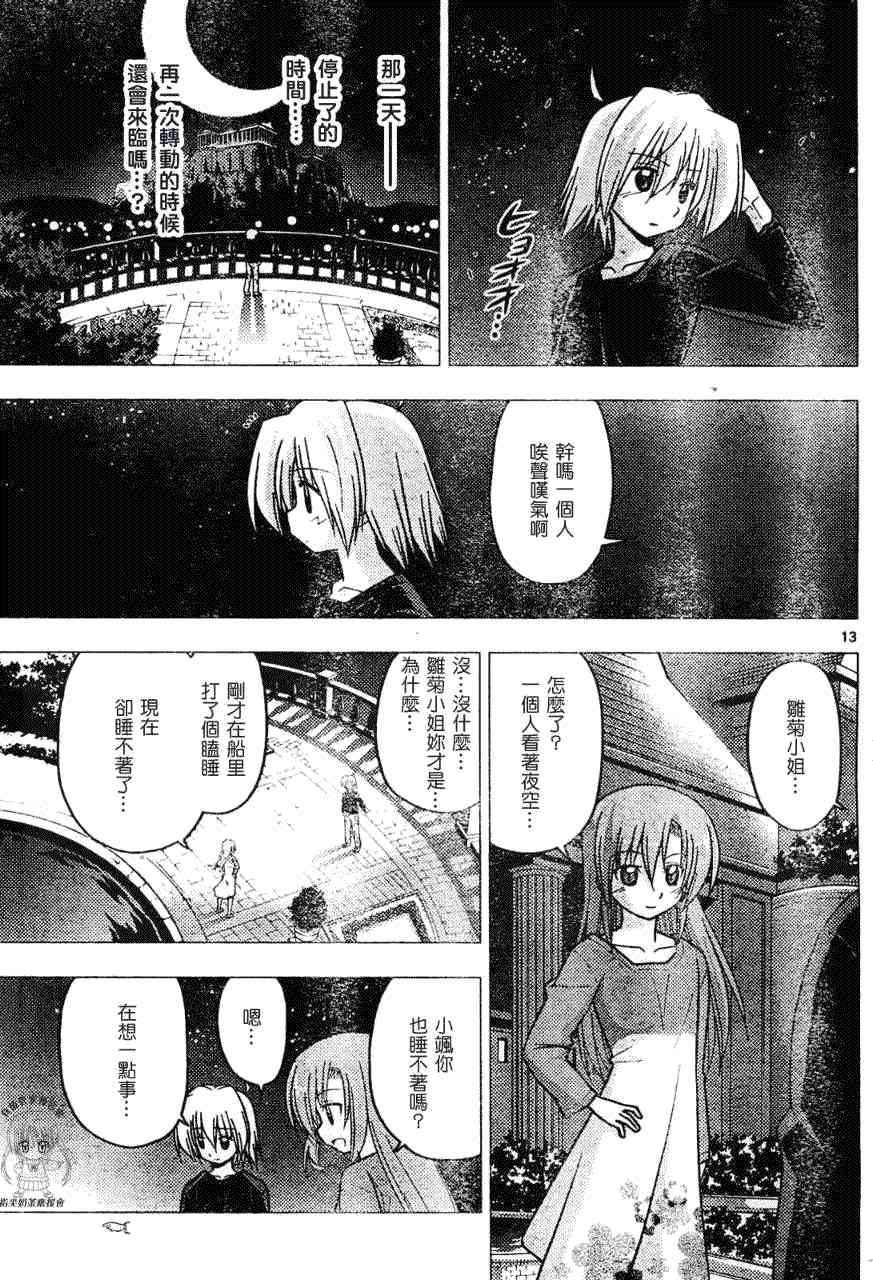 ヒョオオ…
那一天——
停止了的
時間……
再一次轉動的時候
還會來臨嗎…?
幹嗎一個人
唉聲嘆氣啊
13
雛菊小姐…
怎麼了?
一個人看著夜空…
沒…沒什麼…
雛菊小姐妳才是…
為什麼…
剛才在船里
打了個瞌睡
現在
卻睡不著了…
小颯你
也睡不著嗎?
嗯…
在想一點事…